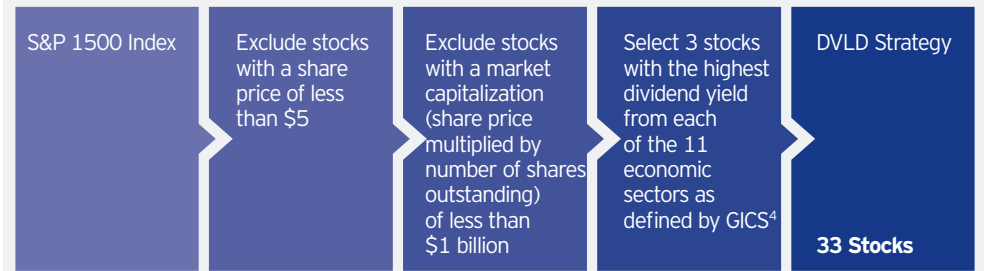 S&P 1500 Index
Exclude stocks
with a share
price of less
than $5
Exclude stocks
with a market
capitalization
(share price
multiplied by
number of shares
outstanding)
of less than
$1 billion
Select 3 stocks
with the highest
dividend yield
from each
of the 11
economic
sectors as
defined by GICS⁴
DVLD Strategy
33 Stocks